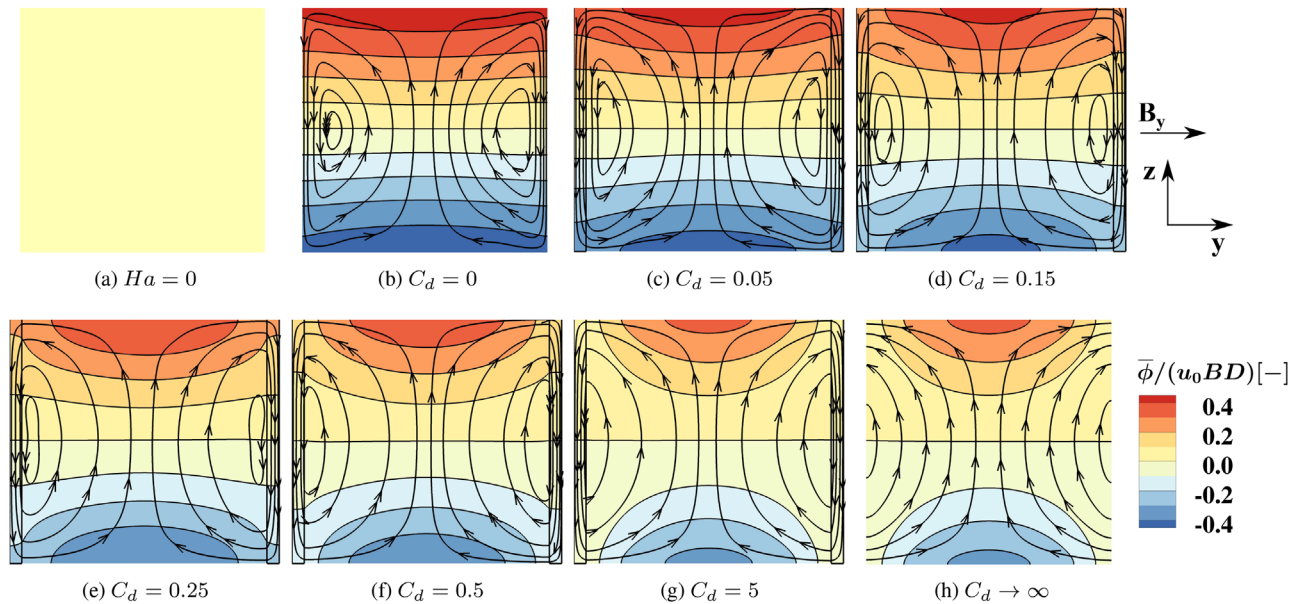 B_y
z
y
(a) Ha = 0
(b) C_d = 0
(c) C_d = 0.05
(d) C_d = 0.15
ϕ̅/(u_0BD)[−]
0.4
0.2
0.0
-0.2
-0.4
(e) C_d = 0.25
(f) C_d = 0.5
(g) C_d = 5
(h) C_d → ∞